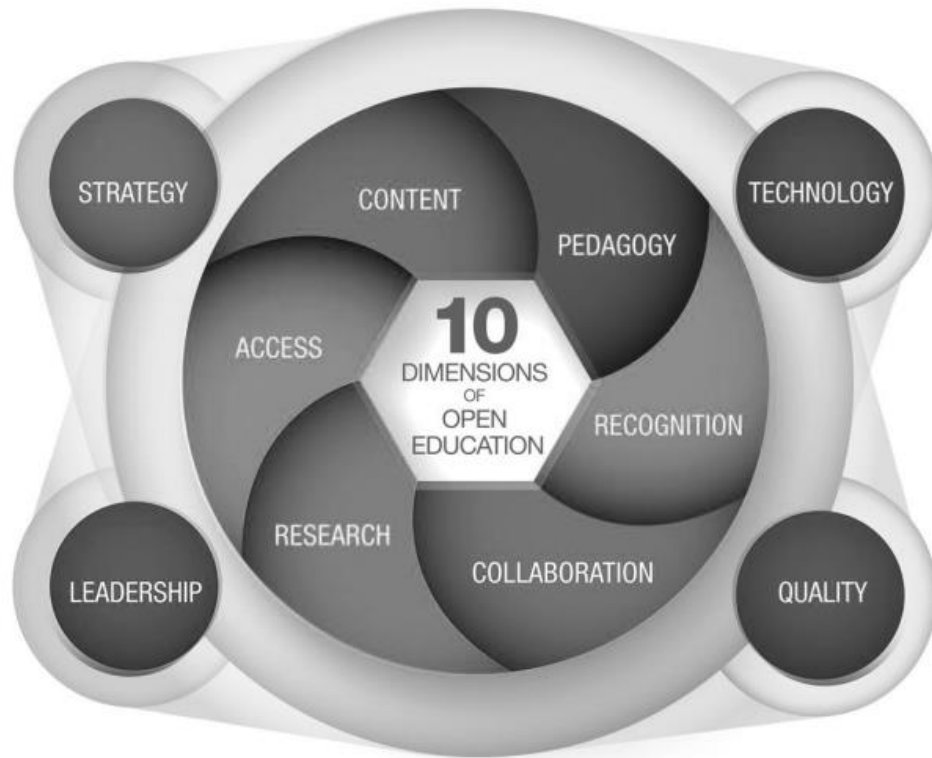 STRATEGY
TECHNOLOGY
CONTENT
PEDAGOGY
ACCESS
10
DIMENSIONS
OF
OPEN
EDUCATION
RECOGNITION
RESEARCH
COLLABORATION
LEADERSHIP
QUALITY